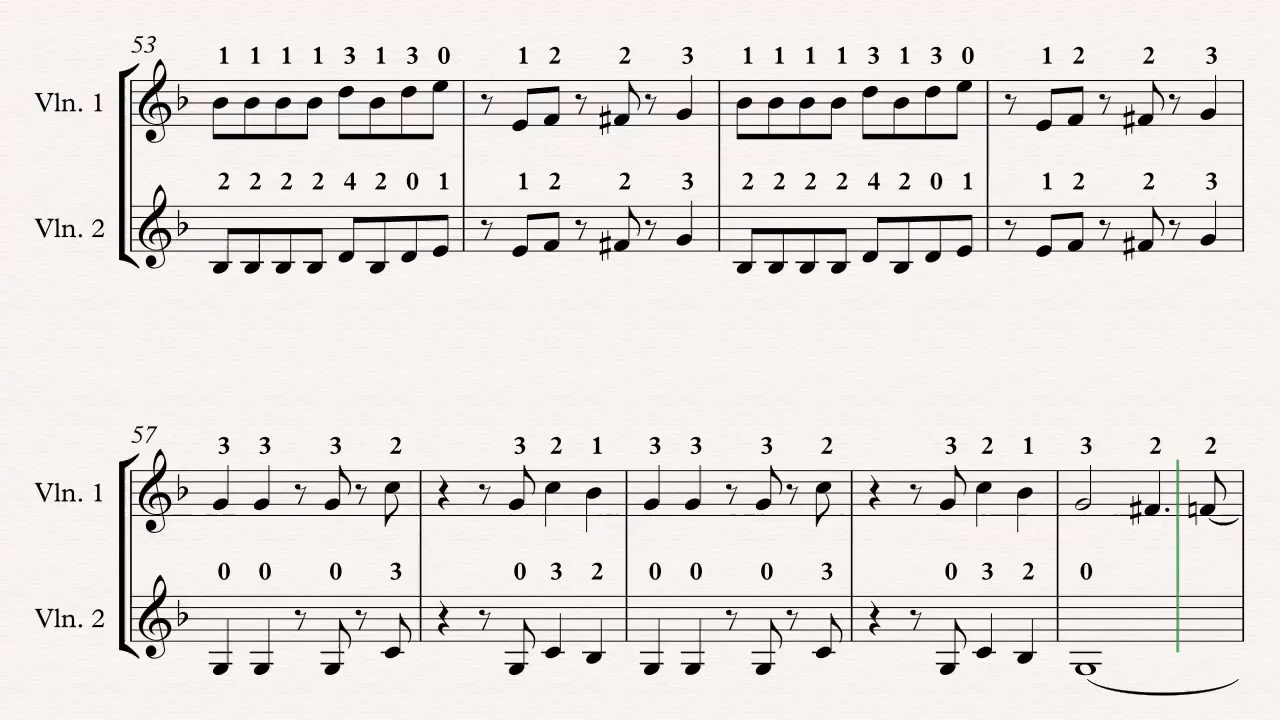 53
1 1 1 1 3 1 3 0 1 2 2 3 1 1 1 1 3 1 3 0 1 2 2 3
Vln. 1
2 2 2 2 4 2 0 1 1 2 2 3 2 2 2 2 4 2 0 1 1 2 2 3
Vln. 2
57
3 3 3 2 3 2 1 3 3 3 2 3 2 1 3 2 2
Vln. 1
0 0 0 3 0 3 2 0 0 0 3 0 3 2 0
Vln. 2